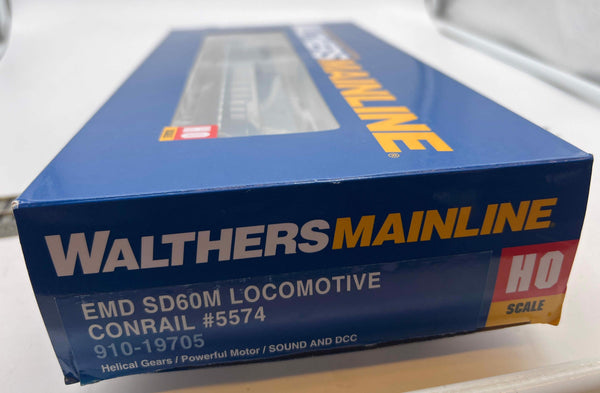 WALTHERSMAINLINE®
HO
SCALE
WALTHERSMAINLINE
EMD SD60M LOCOMOTIVE
CONRAIL #5574
910-19705
Helical Gears / Powerful Motor / SOUND AND DCC
HO
SCALE